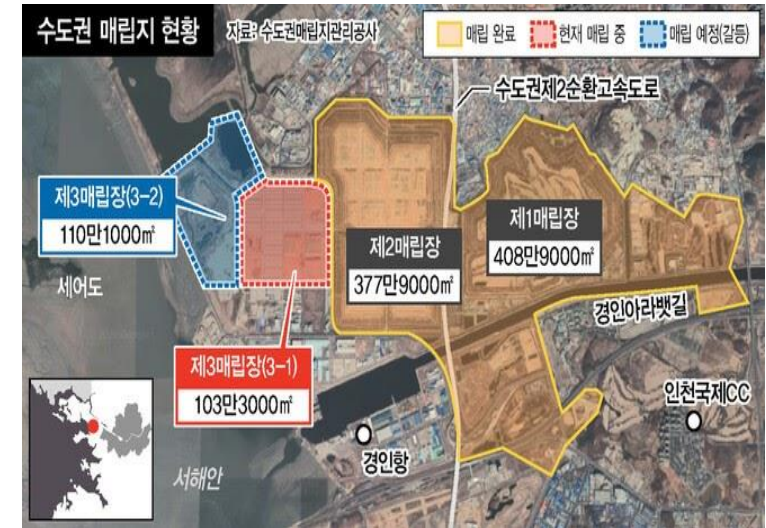 수도권 매립지 현황
자료: 수도권매립지관리공사
매립 완료
현재 매립 중
매립 예정(갈등)
수도권제2순환고속도로
제3매립장(3-2)
110만1000㎡
제1매립장
408만9000㎡
제2매립장
377만9000㎡
세어도
경인아라뱃길
제3매립장(3-1)
103만3000㎡
인천국제CC
경인항
서해안